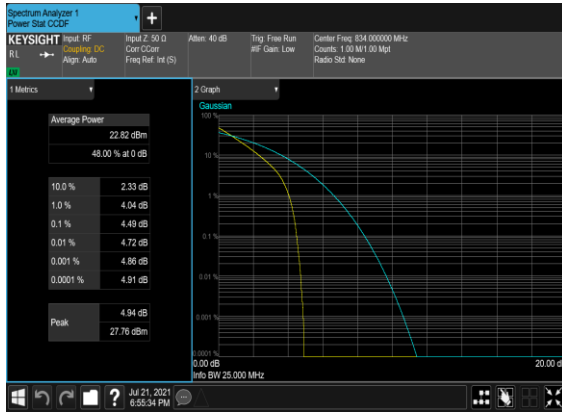 Spectrum Analyzer 1
Power Stat CCDF
KEYSIGHT
Input: RF
Input Z: 50 Ω
Atten: 40 dB
Trig: Free Run
Center Freq: 834.000000 MHz
RL
Coupling: DC
Corr CCorr
#IF Gain: Low
Counts: 1.00 M/1.00 Mpt
Align: Auto
Freq Ref: Int (S)
Radio Std: None
1 Metrics
2 Graph
Gaussian
Average Power
22.82 dBm
48.00 % at 0 dB
10.0 % 2.33 dB
1.0 % 4.04 dB
0.1 % 4.49 dB
0.01 % 4.72 dB
0.001 % 4.86 dB
0.0001 % 4.91 dB
Peak
4.94 dB
27.76 dBm
100 %
10 %
1 %
0.1 %
0.01 %
0.001 %
0.0001 %
0.00 dB
20.00 d
Info BW 25.000 MHz
?
Jul 21, 2021
6:55:34 PM